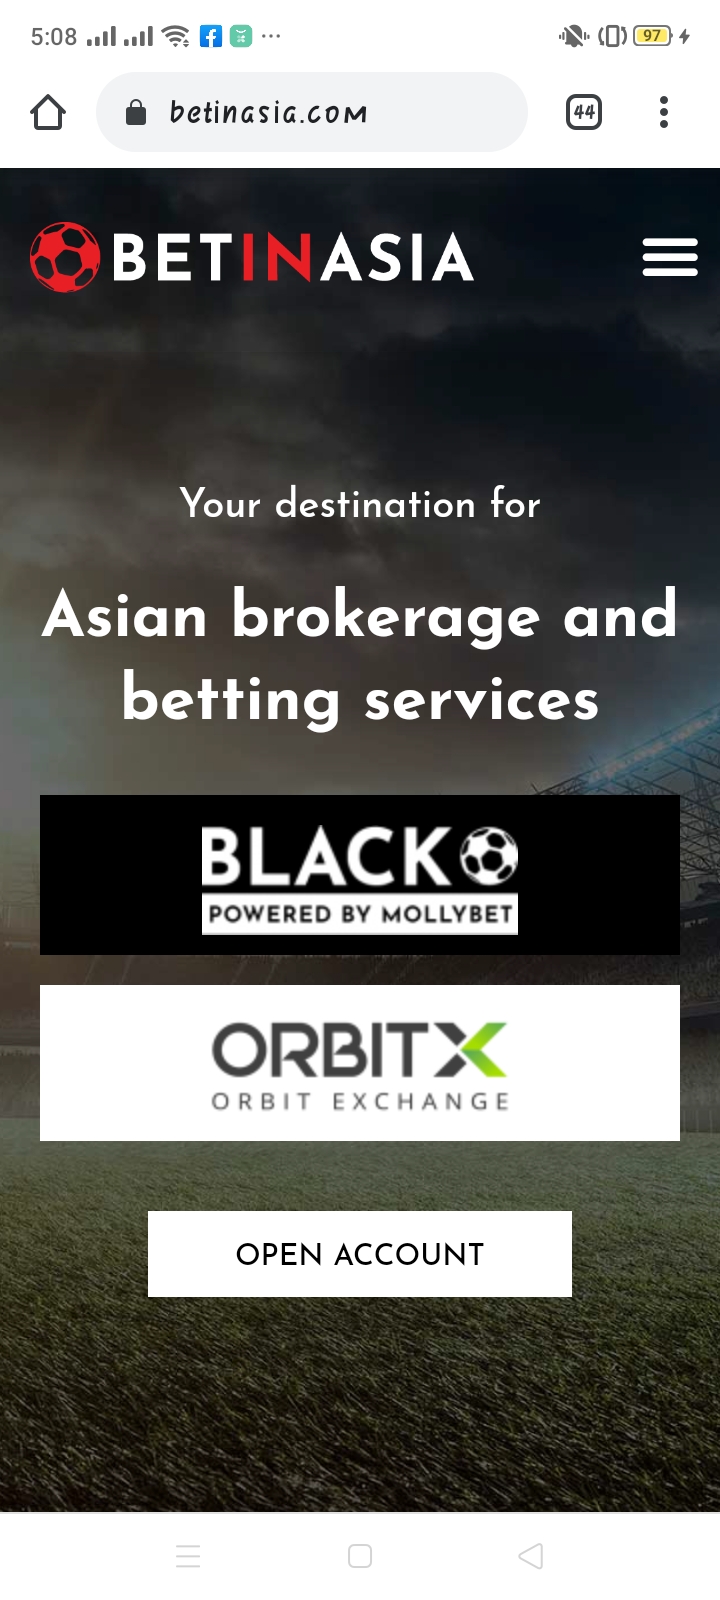 5:08
97
betinasia.com
44
BETINASIA
Your destination for
Asian brokerage and
betting services
BLACK
POWERED BY MOLLYBET
ORBITX
ORBIT EXCHANGE
OPEN ACCOUNT